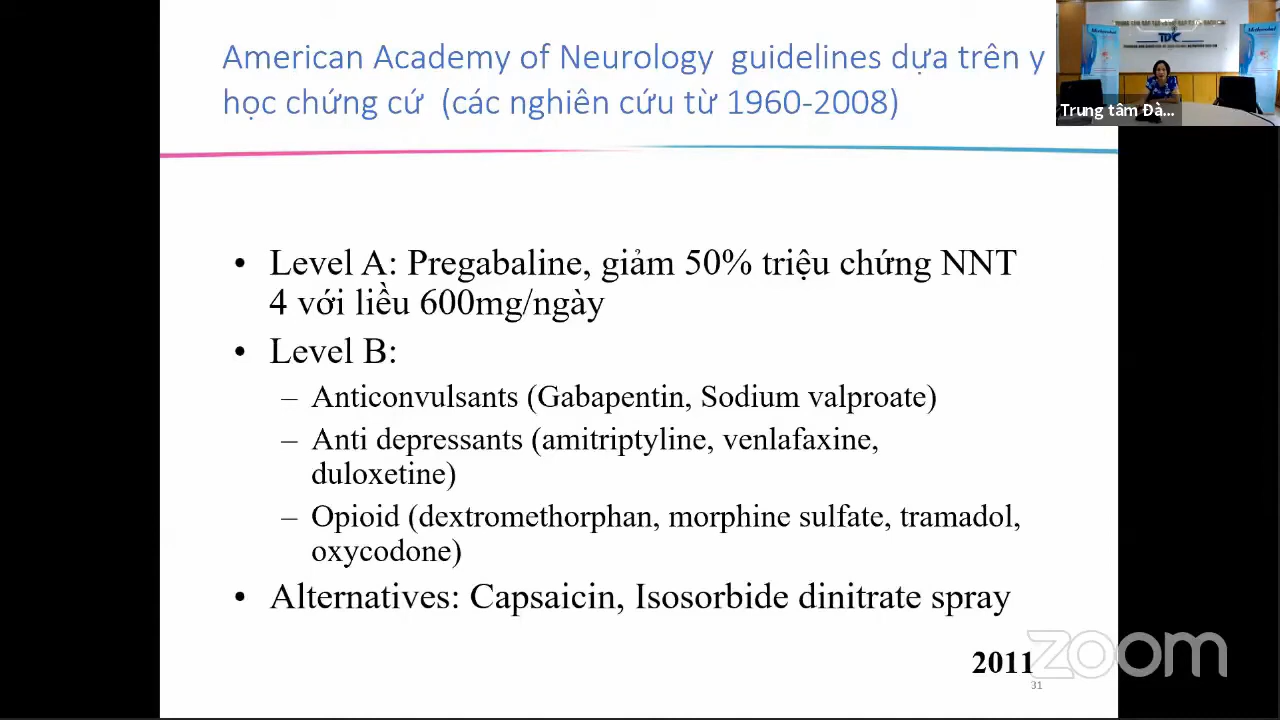 American Academy of Neurology guidelines dựa trên y
học chứng cứ (các nghiên cứu từ 1960-2008)
• Level A: Pregabaline, giảm 50% triệu chứng NNT
4 với liều 600mg/ngày
• Level B:
– Anticonvulsants (Gabapentin, Sodium valproate)
– Anti depressants (amitriptyline, venlafaxine,
duloxetine)
– Opioid (dextromethorphan, morphine sulfate, tramadol,
oxycodone)
• Alternatives: Capsaicin, Isosorbide dinitrate spray
2011
31
zoom
TDC
Trung tâm Đà...